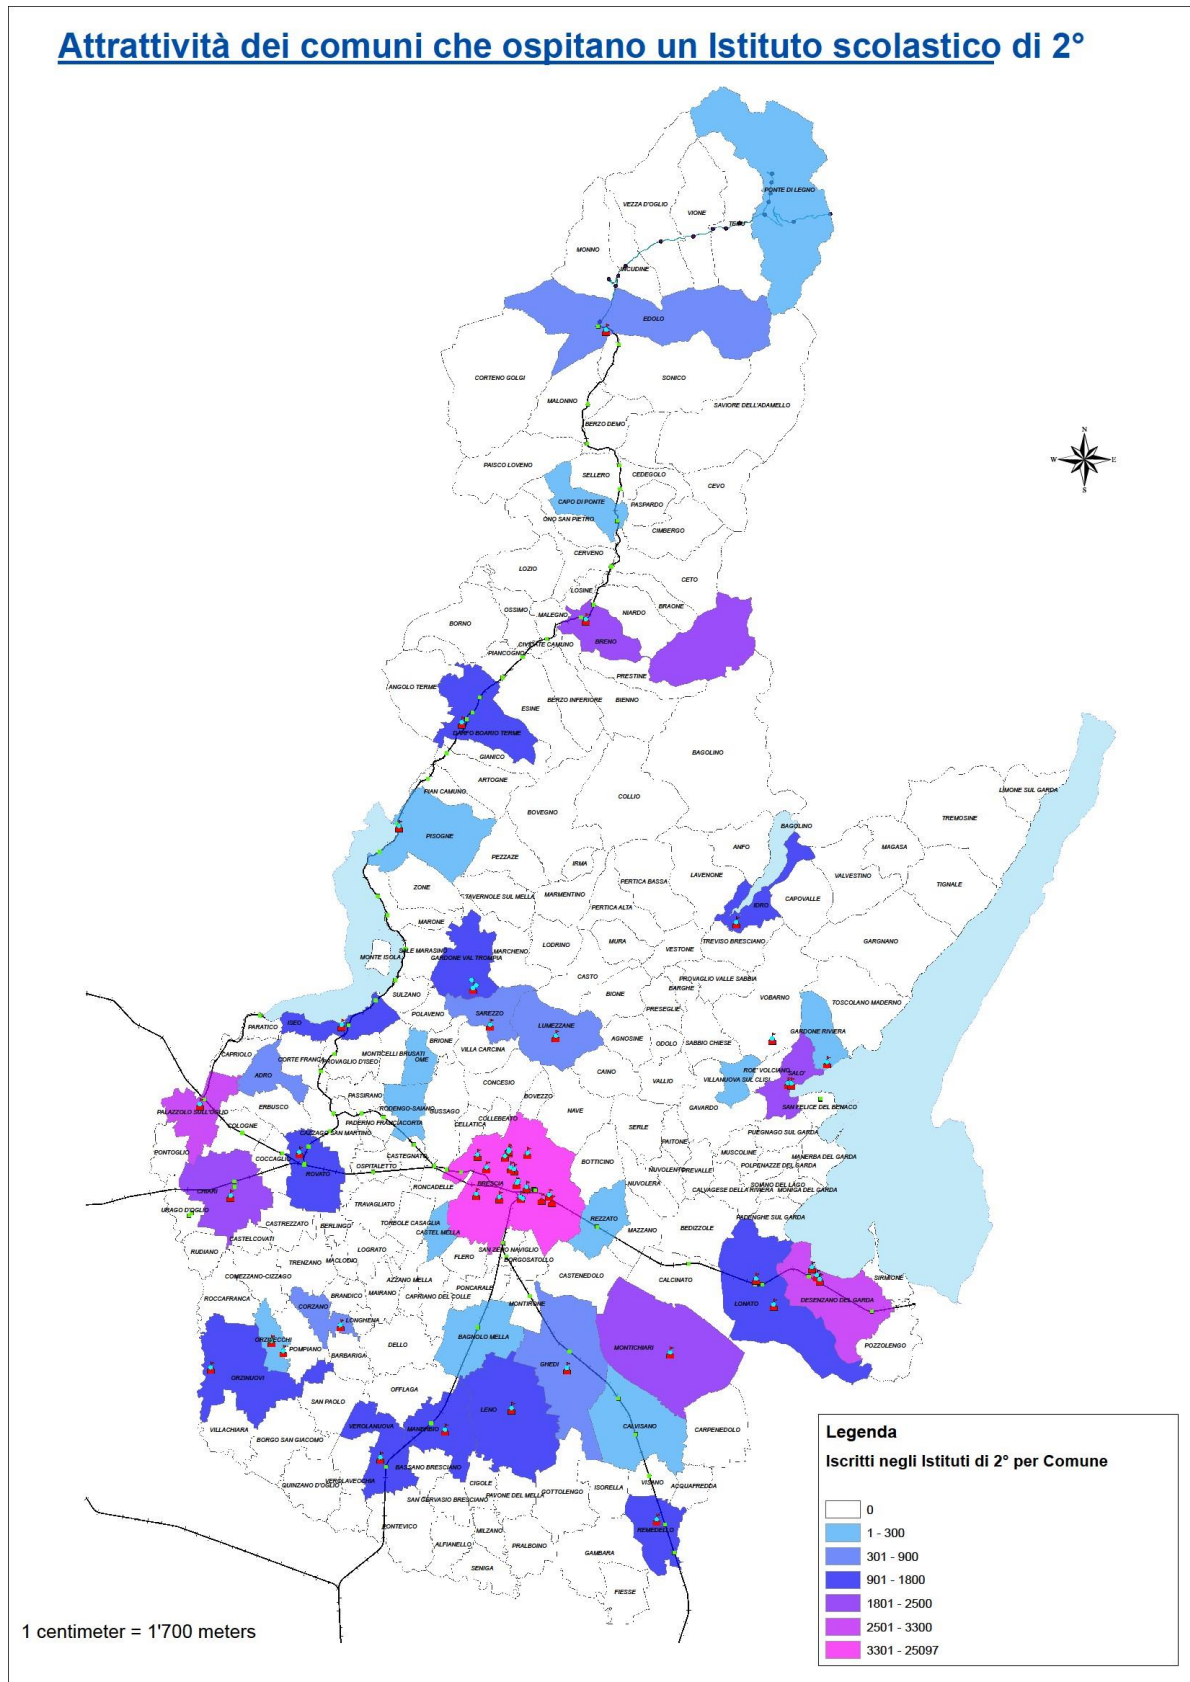 Attrattività dei comuni che ospitano un Istituto scolastico di 2°
PONTE DI LEGNO
VEZZA D'OGLIO
VIONE
MONNO
INCUDINE
EDOLO
CORTENO GOLGI
SONICO
MALONNO
SAVIORE DELL'ADAMELLO
BERZO DEMO
N
W
E
S
PAISCO LOVENO
SELLERO
CEDEGOLO
CEVO
CAPO DI PONTE
PASPARDO
ONO SAN PIETRO
CIMBERGO
CERVENO
LOZIO
CETO
LOSINE
OSSIMO
MALEGNO
NIARDO
BRAONE
BORNO
BRENO
CIVIDATE CAMUNO
PIANCOGNO
PRESTINE
ANGOLO TERME
BERZO INFERIORE
BIENNO
ESINE
DARFO BOARIO TERME
BAGOLINO
GIANICO
ARTOGNE
PIAN CAMUNO
COLLIO
LIMONE SUL GARDA
BOVEGNO
TREMOSINE
BAGOLINO
PISOGNE
ANFO
MAGASA
PEZZAZE
IRMA
LAVENONE
VALVESTINO
PERTICA BASSA
TIGNALE
ZONE
TAVERNOLE SUL MELLA
MARMENTINO
CAPOVALLE
PERTICA ALTA
IDRO
MARONE
MURA
TREVISO BRESCIANO
GARGNANO
SALE MARASINO
MARCHENO
LODRINO
VESTONE
MONTE ISOLA
GARDONE VAL TROMPIA
CASTO
PROVAGLIO VALLE SABBIA
BARGHE
SULZANO
BIONE
VOBARNO
TOSCOLANO MADERNO
POLAVENO
SAREZZO
PRESEGLIE
PARATICO
ISEO
LUMEZZANE
GARDONE RIVIERA
BRIONE
AGNOSINE
ODOLO
SABBIO CHIESE
CAPRIOLO
VILLA CARCINA
CORTE FRANCA
MONTICELLI BRUSATI
PROVAGLIO D'ISEO
OME
CAINO
ROE' VOLCIANO
SALO'
ADRO
VALLIO
VILLANUOVA SUL CLISI
CONCESIO
PASSIRANO
BOVEZZO
ERBUSCO
RODENGO-SAIANO
GUSSAGO
NAVE
GAVARDO
SAN FELICE DEL BENACO
PALAZZOLO SULL'OGLIO
COLLEBEATO
CELLATICA
PADERNO FRANCIACORTA
COLOGNE
SERLE
PUEGNAGO SUL GARDA
CAZZAGO SAN MARTINO
PAITONE
PONTOGLIO
COCCAGLIO
CASTEGNATO
BOTTICINO
MUSCOLINE
MANERBA DEL GARDA
OSPITALETTO
NUVOLENTO
PREVALLE
POLPENAZZE DEL GARDA
ROVATO
BRESCIA
RONCADELLE
NUVOLERA
SOIANO DEL LAGO
CHIARI
CALVAGESE DELLA RIVIERA
MONIGA DEL GARDA
TRAVAGLIATO
URAGO D'OGLIO
PADENGHE SUL GARDA
CASTREZZATO
BERLINGO
TORBOLE CASAGLIA
CASTEL MELLA
REZZATO
MAZZANO
BEDIZZOLE
CASTELCOVATI
RUDIANO
LOGRATO
SAN ZENO NAVIGLIO
BORGOSATOLLO
FLERO
TRENZANO
MACLODIO
COMEZZANO-CIZZAGO
AZZANO MELLA
CASTENEDOLO
CALCINATO
SIRMIONE
PONCARALE
BRANDICO
MAIRANO
CAPRIANO DEL COLLE
ROCCAFRANCA
CORZANO
MONTIRONE
LONATO
DESENZANO DEL GARDA
LONGHENA
ORZIVECCHI
BAGNOLO MELLA
POMPIANO
DELLO
MONTICHIARI
POZZOLENGO
BARBARIGA
GHEDI
ORZINUOVI
OFFLAGA
SAN PAOLO
LENO
VEROLANUOVA
MANERBIO
CALVISANO
CARPENEDOLO
VILLACHIARA
BORGO SAN GIACOMO
BASSANO BRESCIANO
VEROLAVECCHIA
QUINZANO D'OGLIO
CIGOLE
VISANO
ACQUAFREDDA
ISORELLA
PAVONE DEL MELLA
GOTTOLENGO
SAN GERVASIO BRESCIANO
PONTEVICO
MILZANO
REMEDELLO
ALFIANELLO
PRALBOINO
GAMBARA
SENIGA
FIESSE
Legenda
Iscritti negli Istituti di 2° per Comune
0
1 - 300
301 - 900
901 - 1800
1801 - 2500
2501 - 3300
3301 - 25097
1 centimeter = 1'700 meters